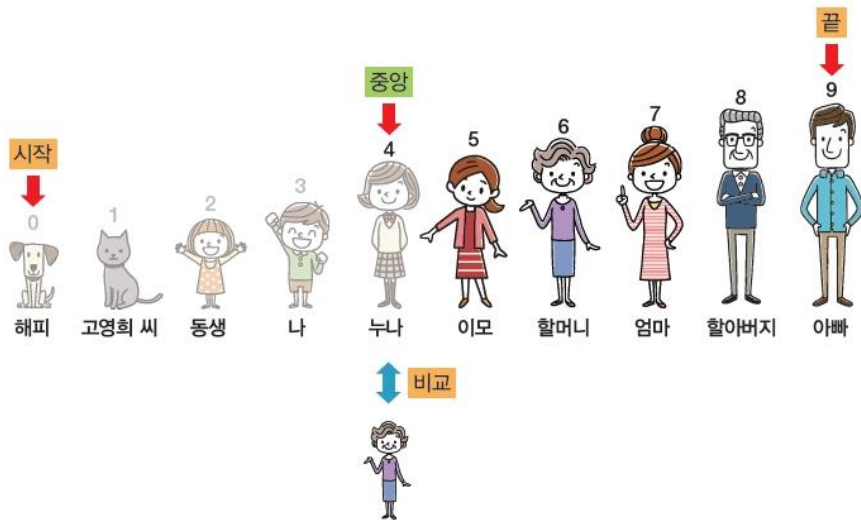 끝
중앙
시작
0 1 2 3 4 5 6 7 8 9
해피 고영희 씨 동생 나 누나 이모 할머니 엄마 할아버지 아빠
비교